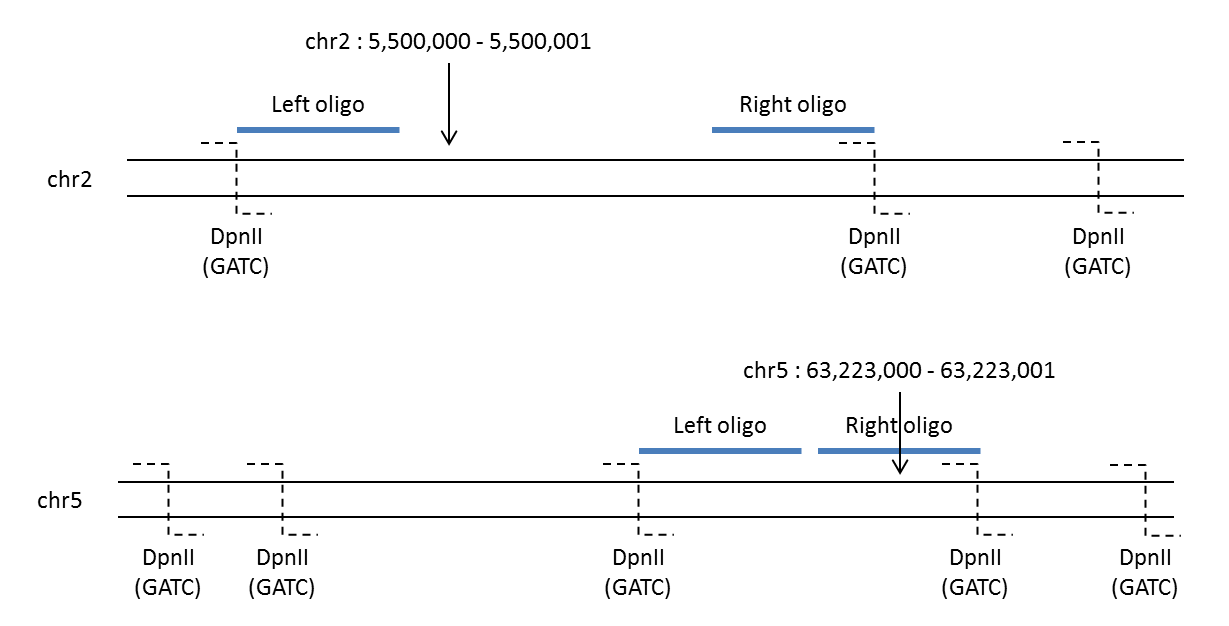 chr2 : 5,500,000 - 5,500,001
Left oligo
Right oligo
chr2
DpnII
(GATC)
DpnII
(GATC)
DpnII
(GATC)
chr5 : 63,223,000 - 63,223,001
Left oligo
Right oligo
chr5
DpnII
(GATC)
DpnII
(GATC)
DpnII
(GATC)
DpnII
(GATC)
DpnII
(GATC)